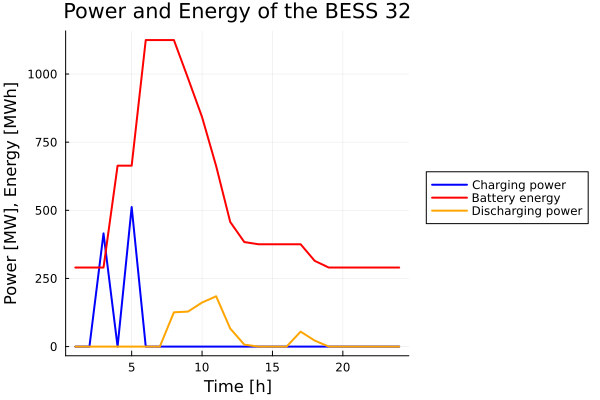 Power and Energy of the BESS 32
Power [MW], Energy [MWh]
1000
750
500
250
0
5
10
15
20
Time [h]
Charging power
Battery energy
Discharging power